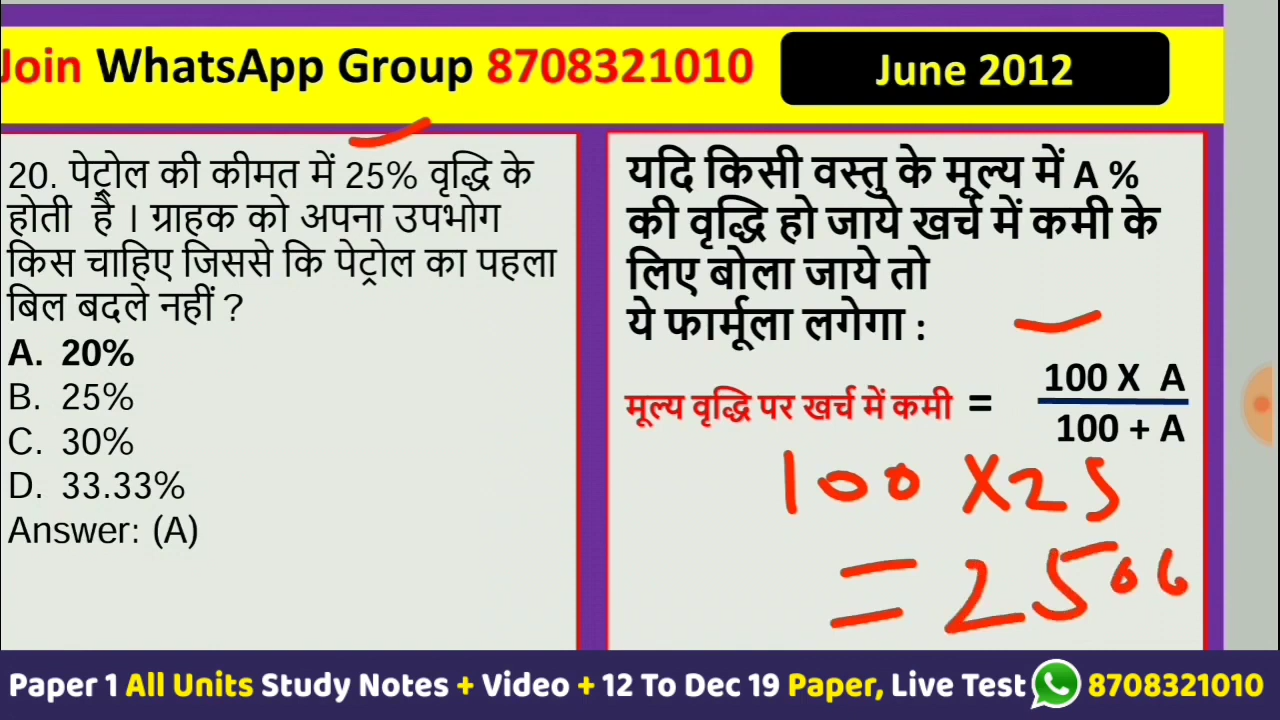 Join WhatsApp Group 8708321010
June 2012
20. पेट्रोल की कीमत में 25% वृद्धि के
होती है । ग्राहक को अपना उपभोग
किस चाहिए जिससे कि पेट्रोल का पहला
बिल बदले नहीं ?
A. 20%
B. 25%
C. 30%
D. 33.33%
Answer: (A)
यदि किसी वस्तु के मूल्य में A %
की वृद्धि हो जाये खर्च में कमी के
लिए बोला जाये तो
ये फार्मूला लगेगा :
मूल्य वृद्धि पर खर्च में कमी =
100 X A
100 + A
100 X 25
= 2500
Paper 1 All Units Study Notes + Video + 12 To Dec 19 Paper, Live Test 8708321010